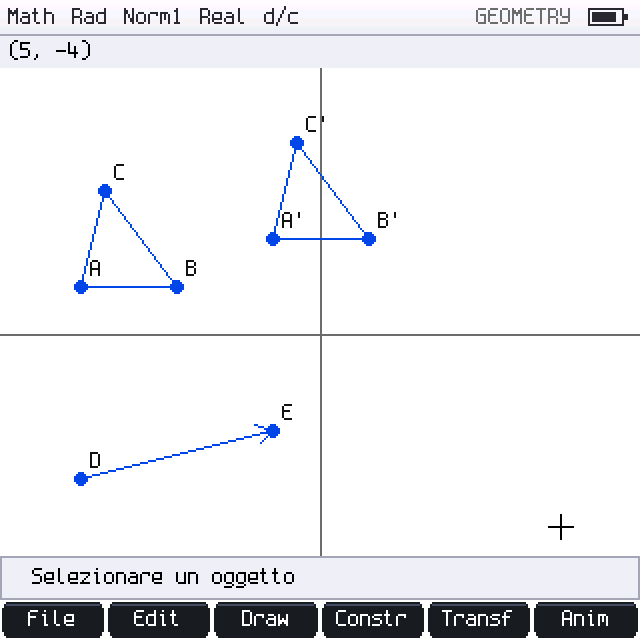 Math Rad Norm1 Real d/c GEOMETRY
(5, -4)
C'
C
A' B'
A B
E
D
Selezionare un oggetto
File Edit Draw Constr Transf Anim